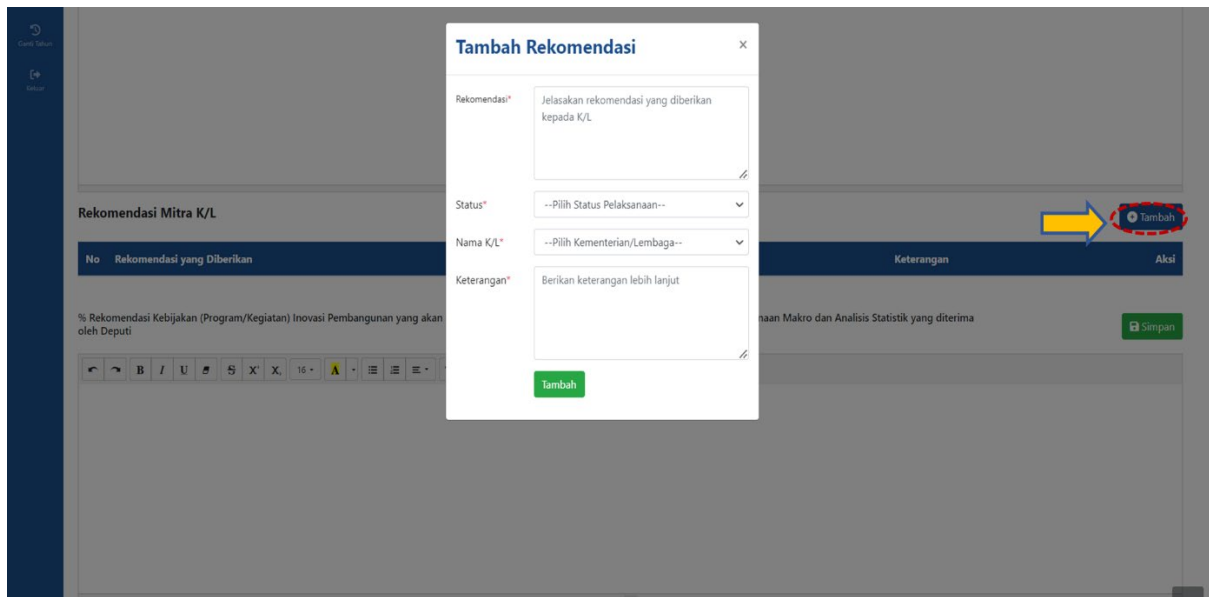 Ganti Tahun
Keluar
Tambah Rekomendasi ×
Rekomendasi*
Jelasakan rekomendasi yang diberikan
kepada K/L
Status*
--Pilih Status Pelaksanaan--
Nama K/L*
--Pilih Kementerian/Lembaga--
Keterangan*
Berikan keterangan lebih lanjut
Tambah
Rekomendasi Mitra K/L
Tambah
No Rekomendasi yang Diberikan Keterangan Aksi
% Rekomendasi Kebijakan (Program/Kegiatan) Inovasi Pembangunan yang akan naan Makro dan Analisis Statistik yang diterima
oleh Deputi
Simpan
B I U S X X 16 A